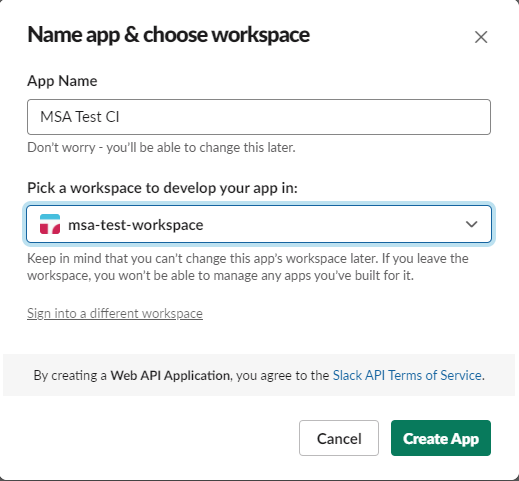 Name app & choose workspace
App Name
MSA Test CI
Don't worry - you'll be able to change this later.
Pick a workspace to develop your app in:
msa-test-workspace
Keep in mind that you can't change this app's workspace later. If you leave the
workspace, you won't be able to manage any apps you've built for it.
Sign into a different workspace
By creating a Web API Application, you agree to the Slack API Terms of Service.
Cancel
Create App